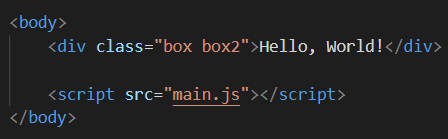 <body>
    <div class="box box2">Hello, World!</div>
    <script src="main.js"></script>
</body>